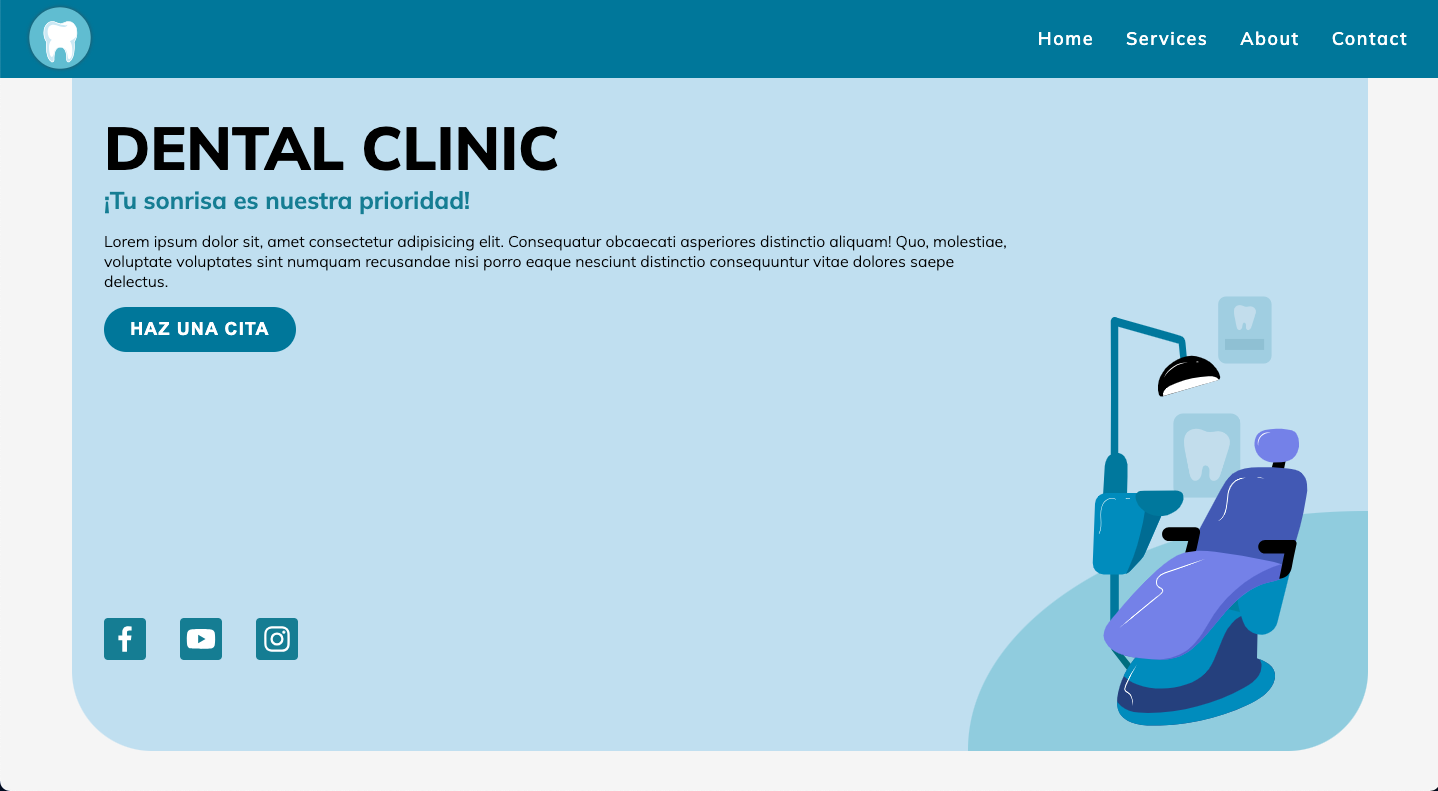 Home Services About Contact
DENTAL CLINIC
¡Tu sonrisa es nuestra prioridad!
Lorem ipsum dolor sit, amet consectetur adipisicing elit. Consequatur obcaecati asperiores distinctio aliquam! Quo, molestiae,
voluptate voluptates sint numquam recusandae nisi porro eaque nesciunt distinctio consequuntur vitae dolores saepe
delectus.
HAZ UNA CITA